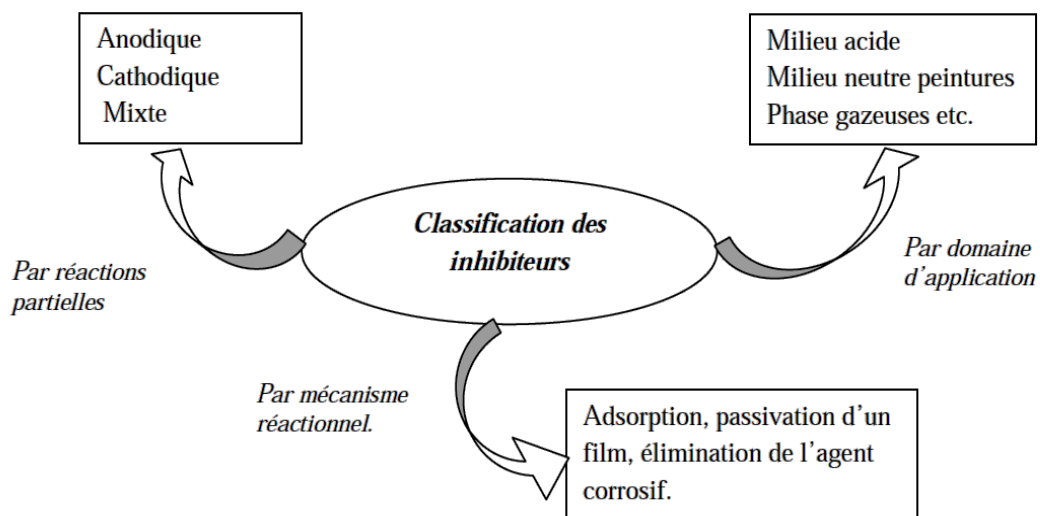 Anodique
Cathodique
Mixte
Milieu acide
Milieu neutre peintures
Phase gazeuses etc.
Classification des
inhibiteurs
Par réactions
partielles
Par domaine
d’application
Par mécanisme
réactionnel.
Adsorption, passivation d’un
film, élimination de l’agent
corrosif.